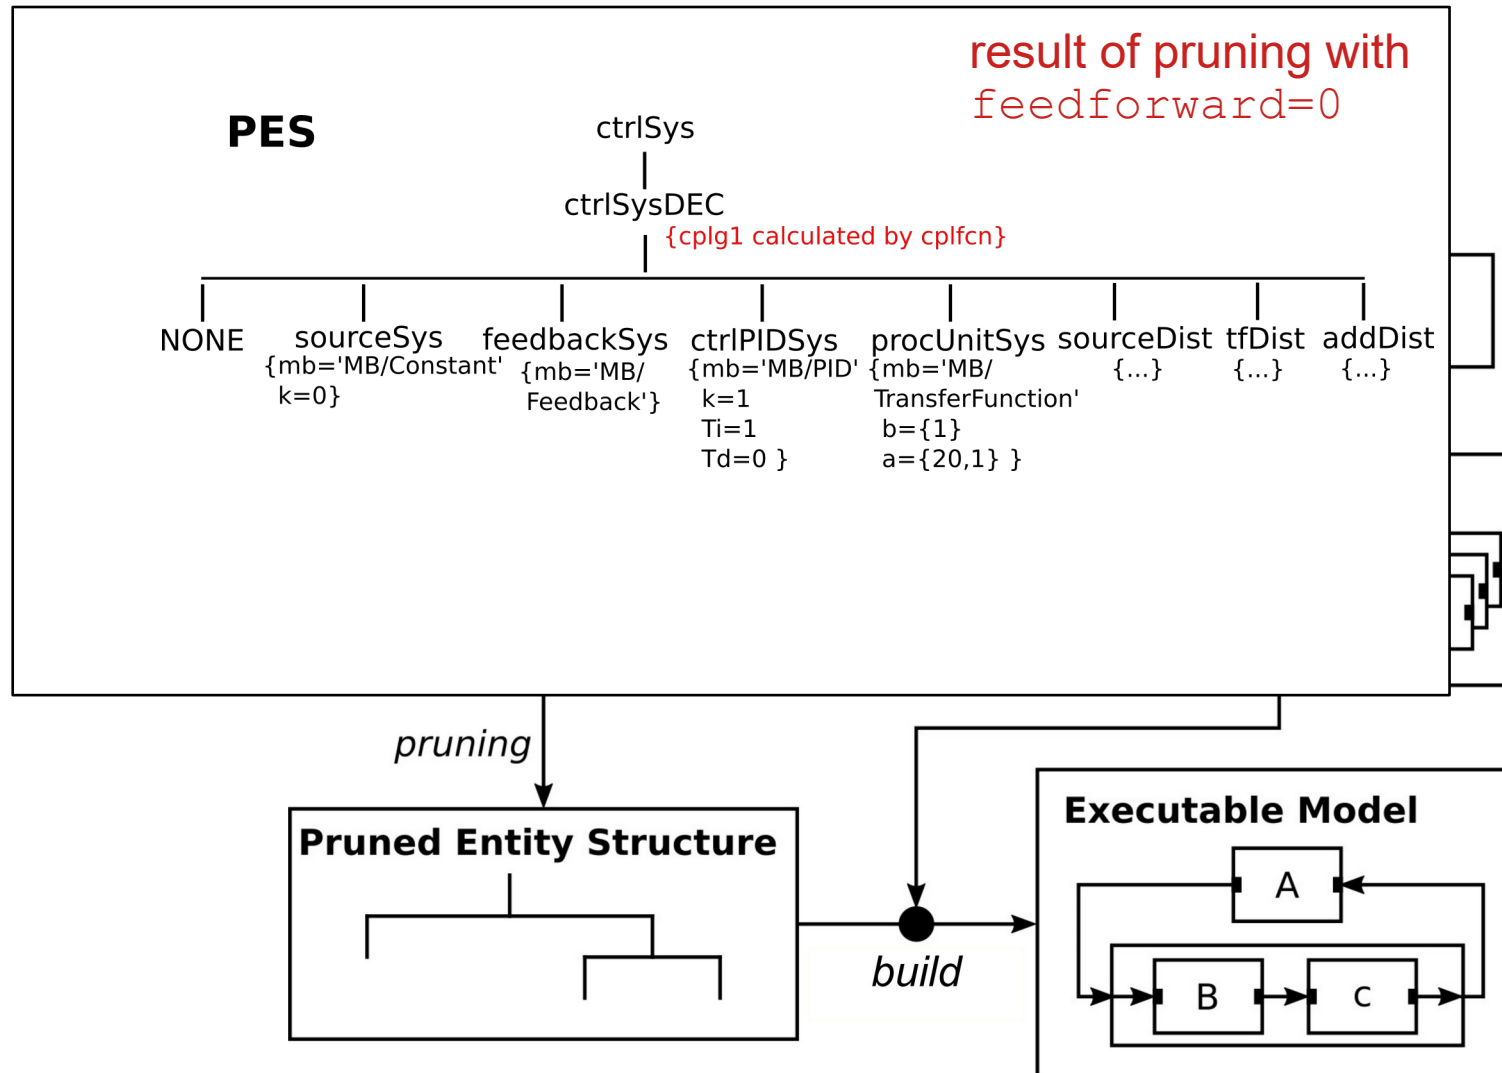 result of pruning with
feedforward=0
PES
ctrlSys
ctrlSysDEC
{cplg1 calculated by cplfcn}
NONE
sourceSys
{mb='MB/Constant'
k=0}
feedbackSys
{mb='MB/
Feedback'}
ctrlPIDSys
{mb='MB/PID'
k=1
Ti=1
Td=0 }
procUnitSys
{mb='MB/
TransferFunction'
b={1}
a={20,1} }
sourceDist
{...}
tfDist
{...}
addDist
{...}
pruning
Pruned Entity Structure
build
Executable Model
A
B
c